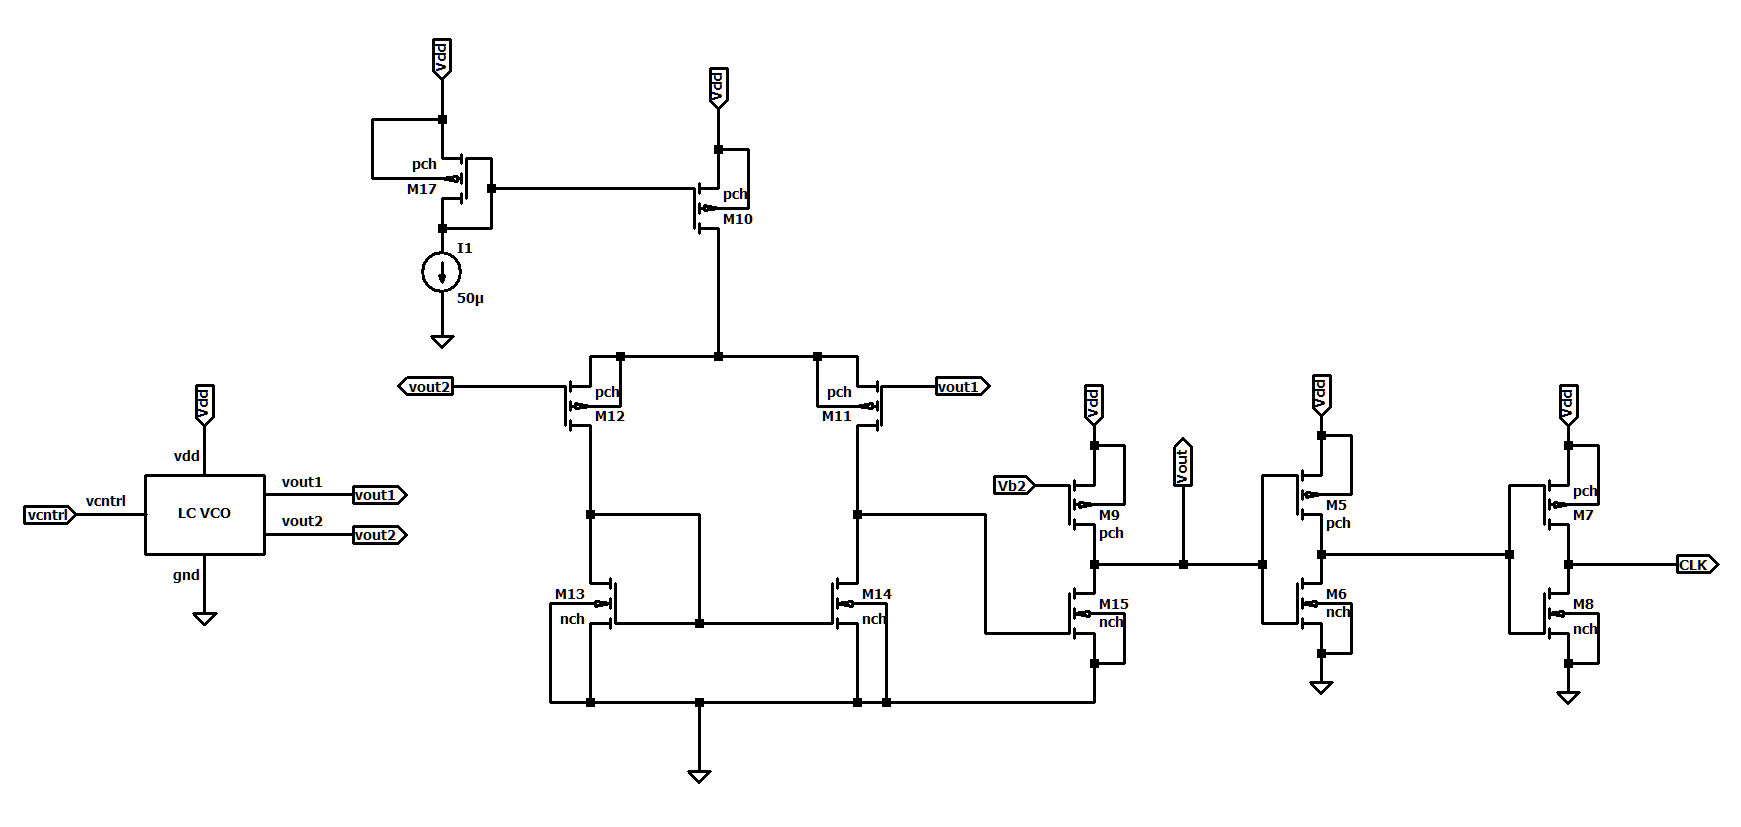 Vdd
Vdd
pch
M17
pch
M10
I1
50µ
vout2
pch
M12
pch
M11
vout1
Vdd
Vdd
Vdd
Vdd
vdd
vcntrl
vcntrl
LC VCO
vout1
vout1
vout2
vout2
gnd
Vb2
M9
pch
Vout
M5
pch
pch
M7
M13
nch
M14
nch
M15
nch
M6
nch
CLK
M8
nch